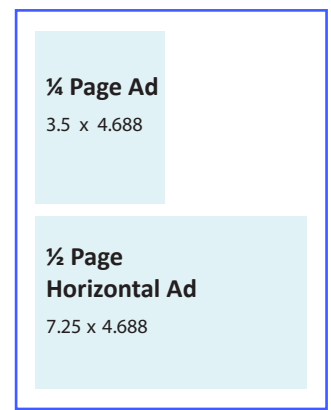 ¼ Page Ad
3.5 x 4.688
½ Page
Horizontal Ad
7.25 x 4.688